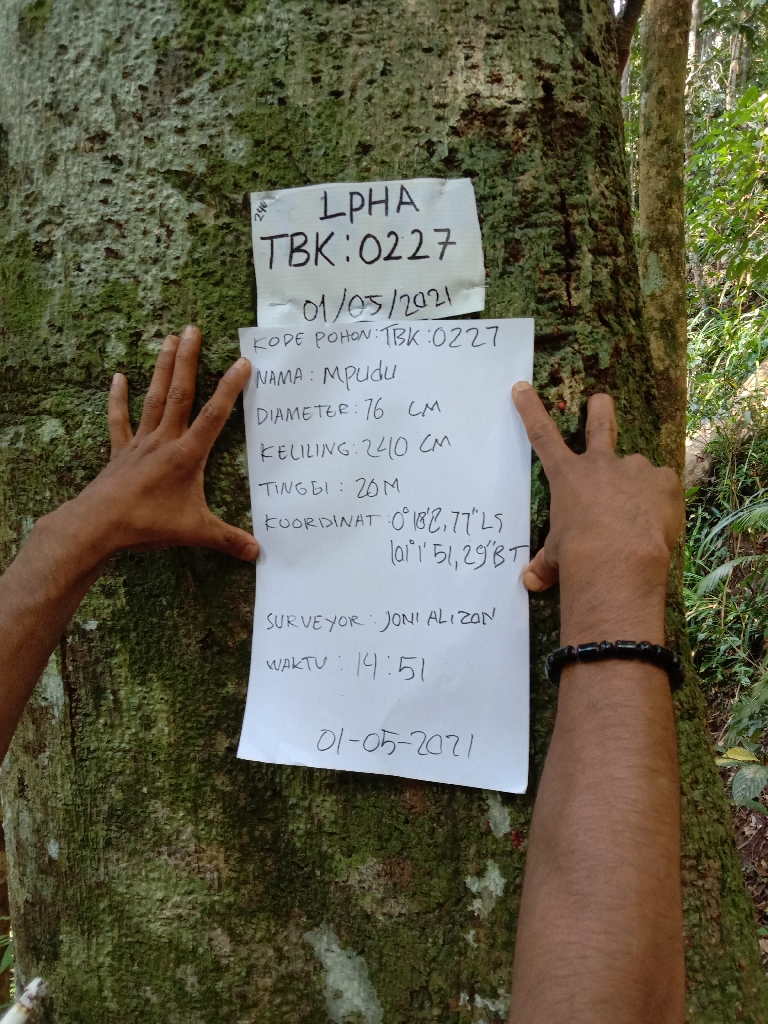 240
LPHA
TBK:0227
01/05/2021
KODE POHON: TBK:0227
NAMA: MPUDU
DIAMETER: 76 CM
KELILING: 240 CM
TINGGI: 20M
KOORDINAT: 0°18'2,77"LS
101°1'51,29"BT
SURVEYOR: JONI ALIZON
WAKTU: 14:51
01-05-2021